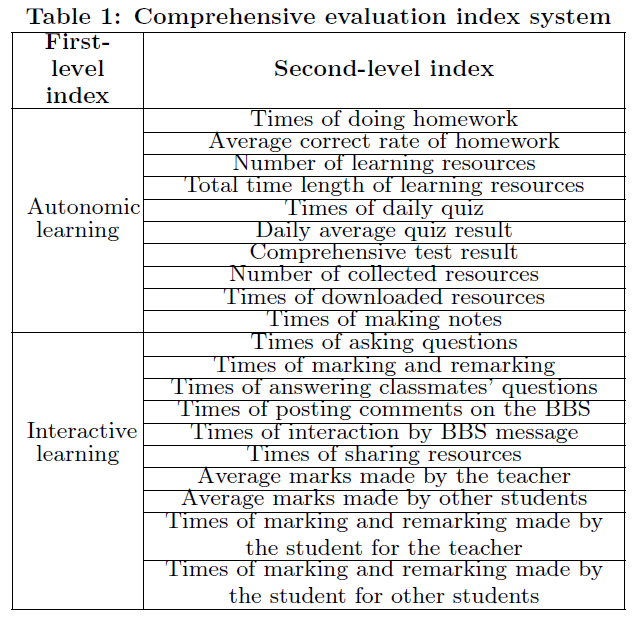 Table 1: Comprehensive evaluation index system
First-
level
index
Second-level index
Autonomic
learning
Times of doing homework
Average correct rate of homework
Number of learning resources
Total time length of learning resources
Times of daily quiz
Daily average quiz result
Comprehensive test result
Number of collected resources
Times of downloaded resources
Times of making notes
Interactive
learning
Times of asking questions
Times of marking and remarking
Times of answering classmates' questions
Times of posting comments on the BBS
Times of interaction by BBS message
Times of sharing resources
Average marks made by the teacher
Average marks made by other students
Times of marking and remarking made by
the student for the teacher
Times of marking and remarking made by
the student for other students